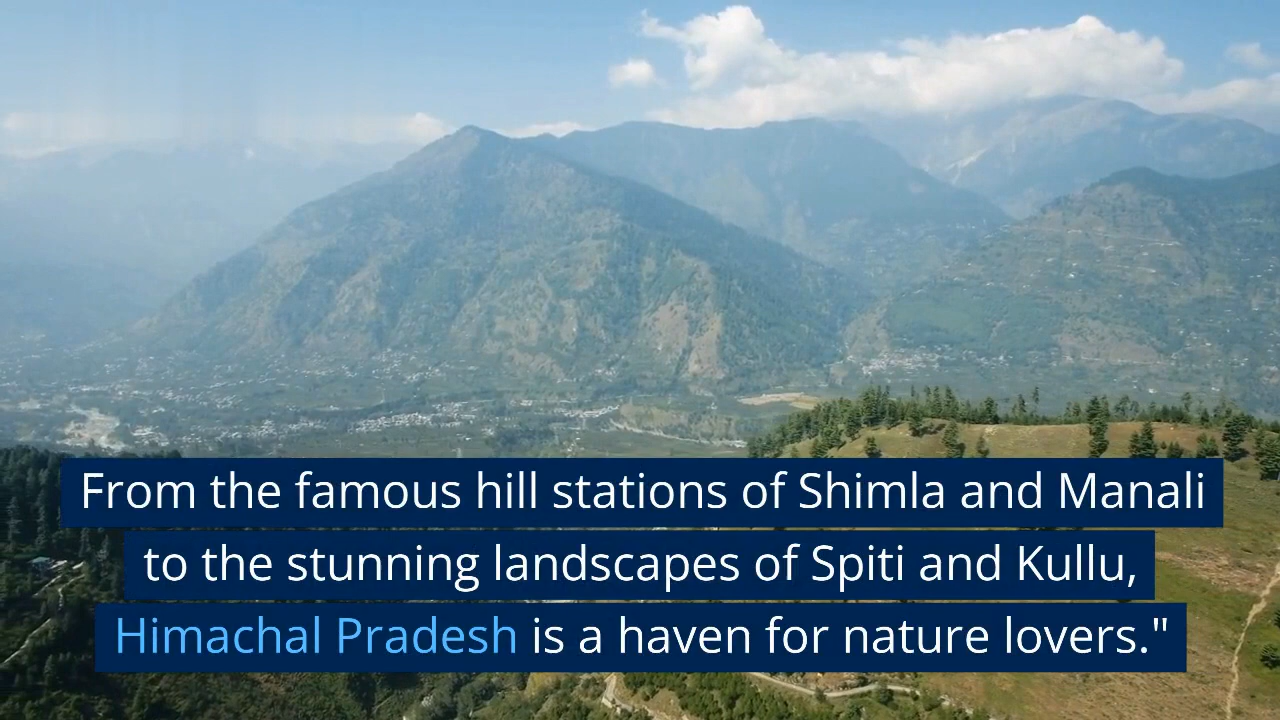 From the famous hill stations of Shimla and Manali
to the stunning landscapes of Spiti and Kullu,
Himachal Pradesh is a haven for nature lovers."